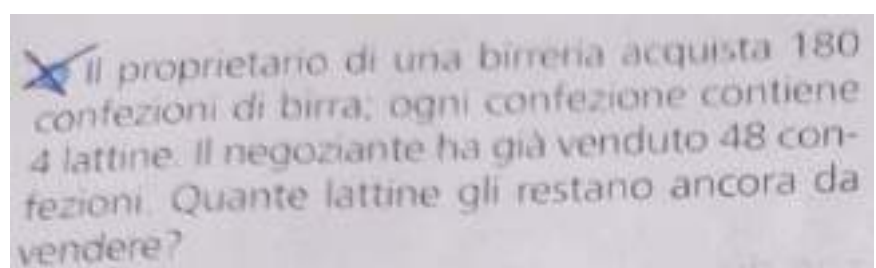 Il proprietario di una birreria acquista 180
confezioni di birra; ogni confezione contiene
4 lattine. Il negoziante ha già venduto 48 con-
fezioni. Quante lattine gli restano ancora da
vendere?